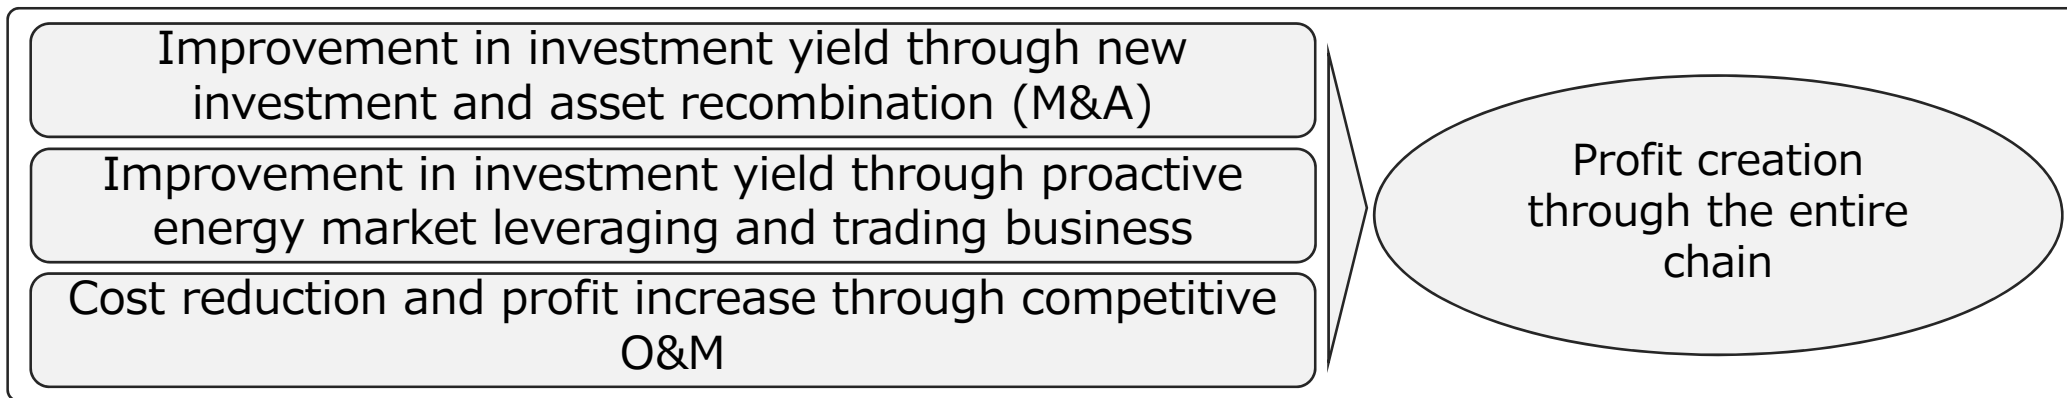 Improvement in investment yield through new
investment and asset recombination (M&A)
Improvement in investment yield through proactive
energy market leveraging and trading business
Cost reduction and profit increase through competitive
O&M
Profit creation
through the entire
chain